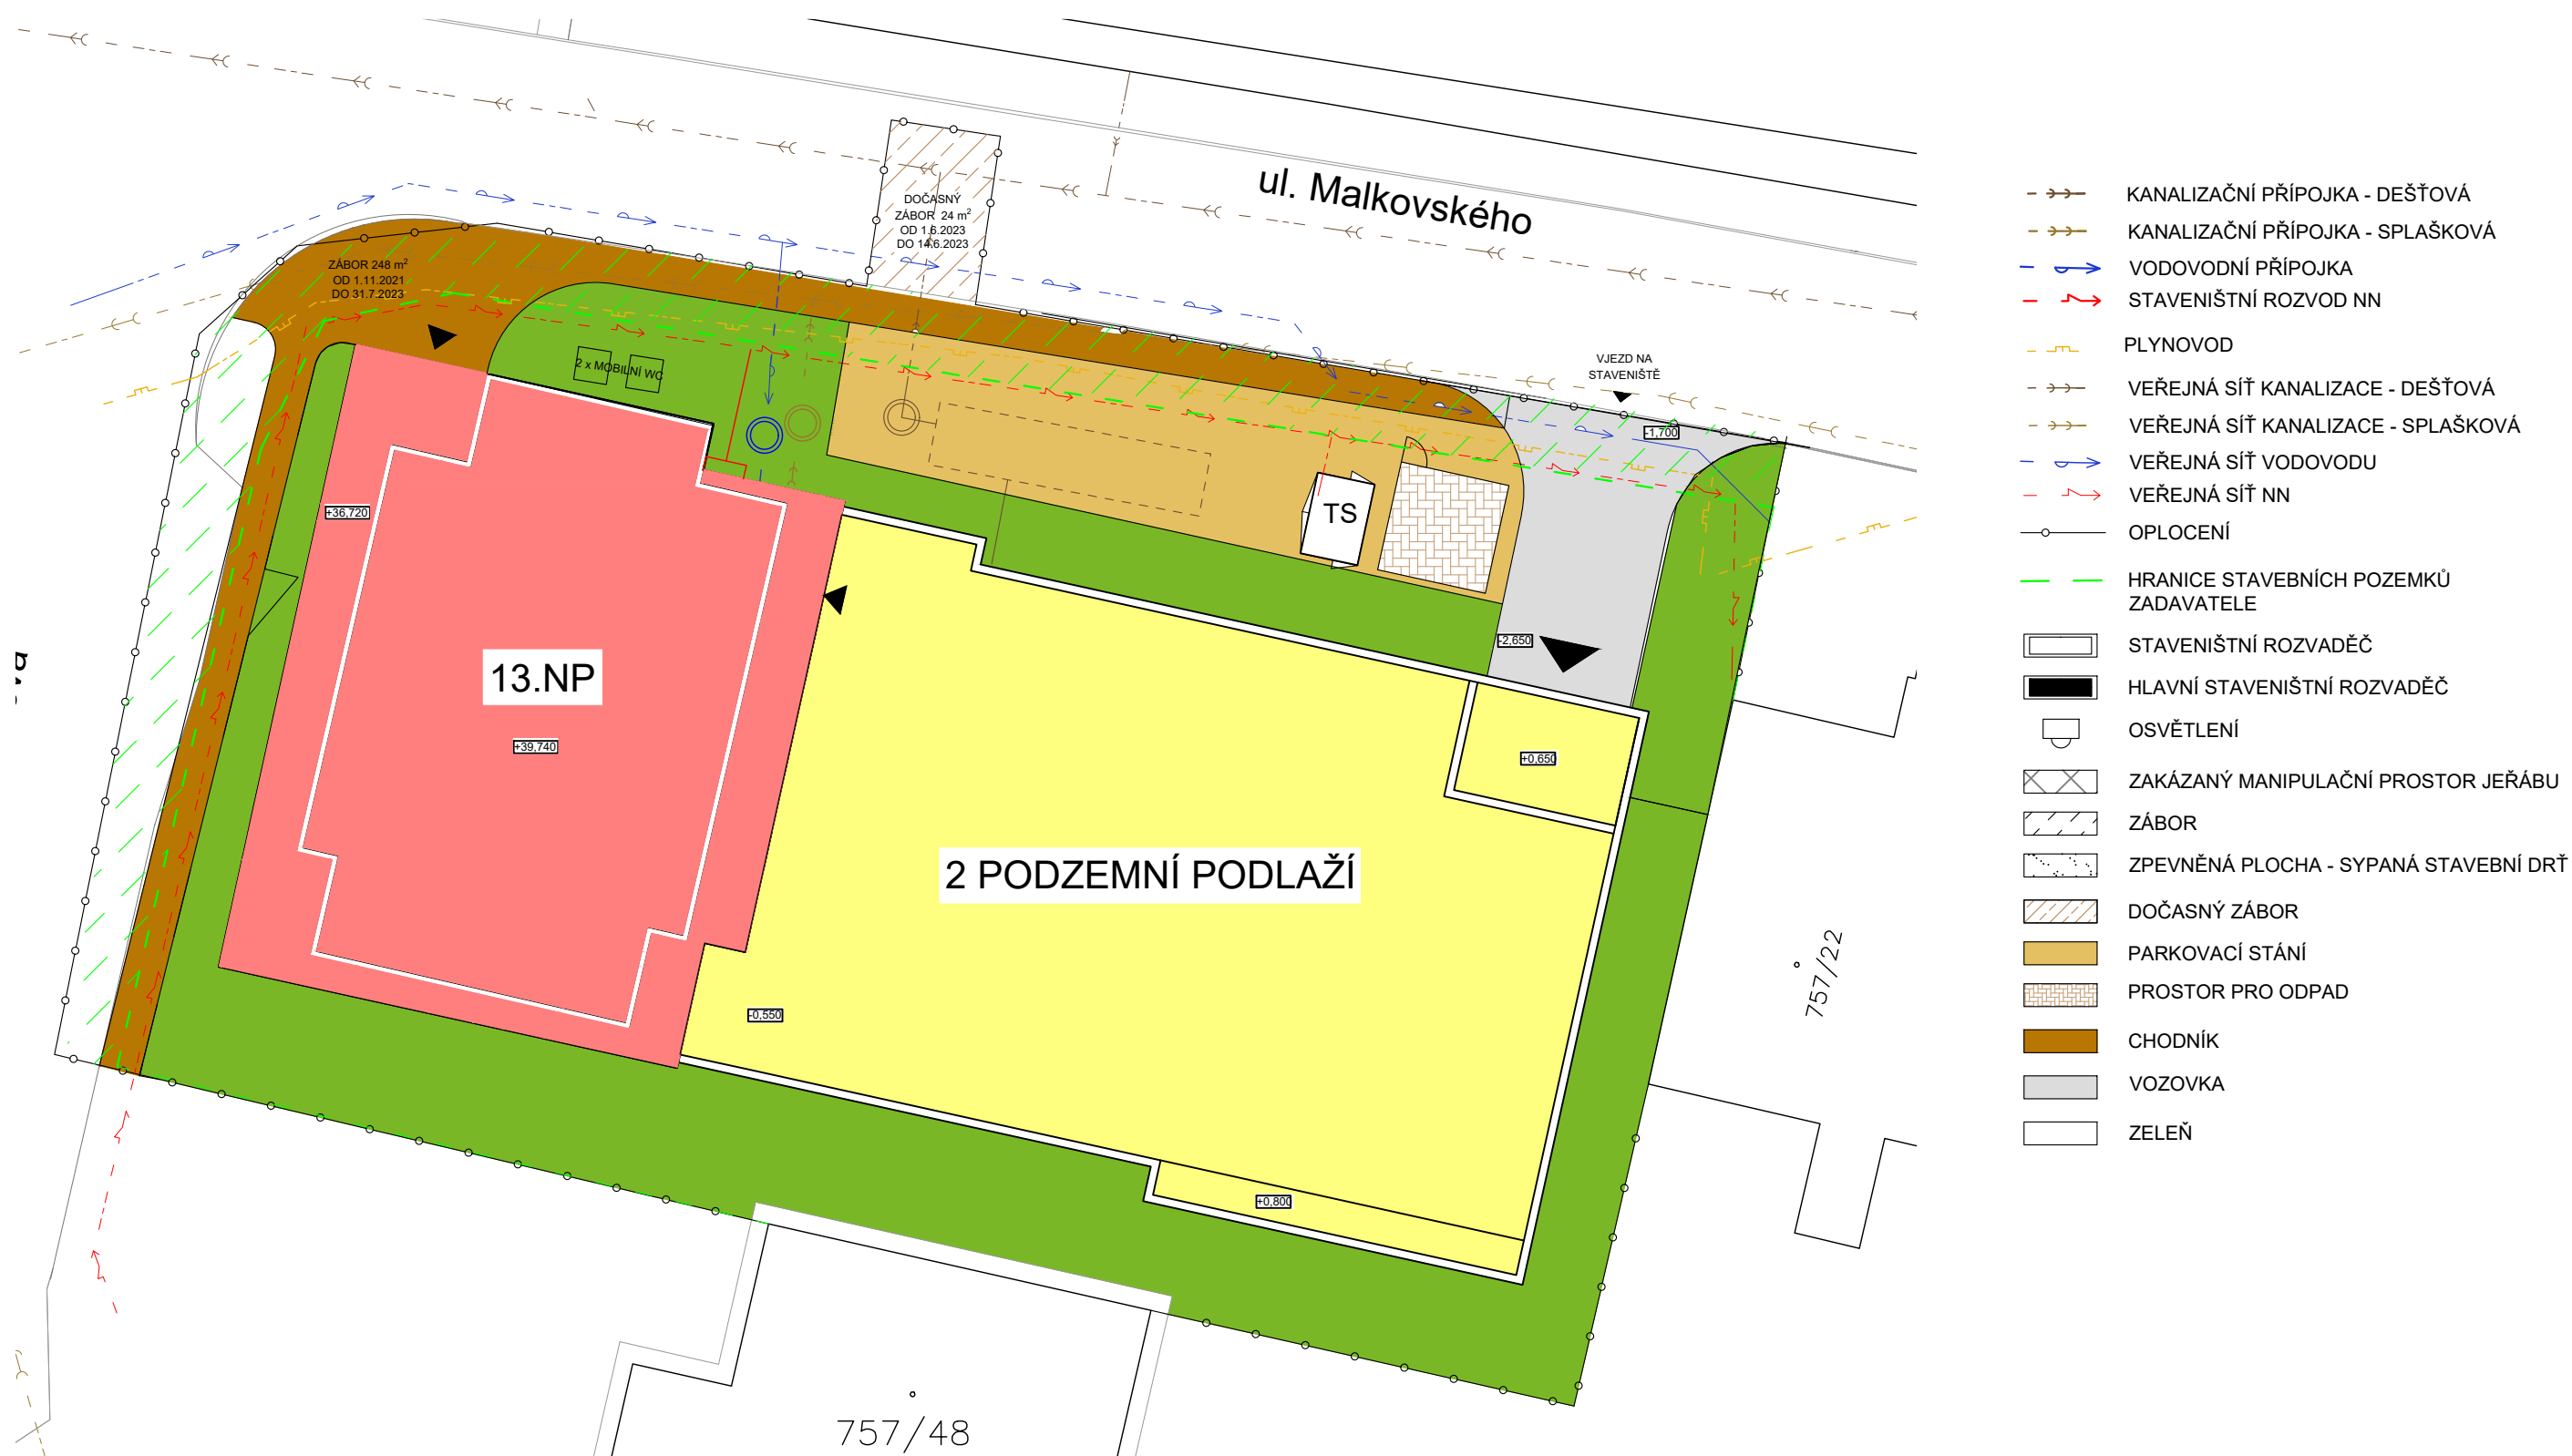 ul. Malkovského
DOČASNÝ
ZÁBOR 24 m²
OD 1.6.2023
DO 14.6.2023
ZÁBOR 248 m²
OD 1.11.2021
DO 31.7.2023
VJEZD NA
STAVENIŠTĚ
2 x MOBILNÍ WC
-1,700
TS
+36,720
-2,650
13.NP
+39,740
+0,650
2 PODZEMNÍ PODLAŽÍ
-0,550
757/22
+0,800
757/48
KANALIZAČNÍ PŘÍPOJKA - DEŠŤOVÁ
KANALIZAČNÍ PŘÍPOJKA - SPLAŠKOVÁ
VODOVODNÍ PŘÍPOJKA
STAVENIŠTNÍ ROZVOD NN
PLYNOVOD
VEŘEJNÁ SÍŤ KANALIZACE - DEŠŤOVÁ
VEŘEJNÁ SÍŤ KANALIZACE - SPLAŠKOVÁ
VEŘEJNÁ SÍŤ VODOVODU
VEŘEJNÁ SÍŤ NN
OPLOCENÍ
HRANICE STAVEBNÍCH POZEMKŮ
ZADAVATELE
STAVENIŠTNÍ ROZVADĚČ
HLAVNÍ STAVENIŠTNÍ ROZVADĚČ
OSVĚTLENÍ
ZAKÁZANÝ MANIPULAČNÍ PROSTOR JEŘÁBU
ZÁBOR
ZPEVNĚNÁ PLOCHA - SYPANÁ STAVEBNÍ DRŤ
DOČASNÝ ZÁBOR
PARKOVACÍ STÁNÍ
PROSTOR PRO ODPAD
CHODNÍK
VOZOVKA
ZELEŇ